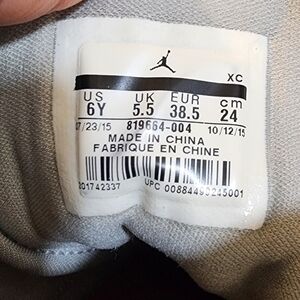 XC
US UK EUR cm
6Y 5.5 38.5 24
07/23/15 819664-004 10/12/15
MADE IN CHINA
FABRIQUE EN CHINE
UPC 00884490245001